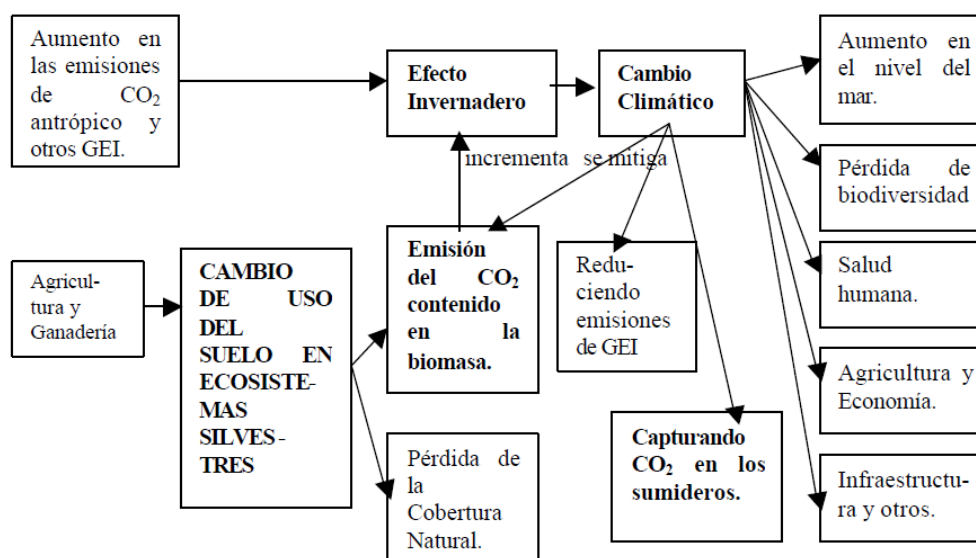 Aumento en
las emisiones
de CO₂
antrópico y
otros GEI.
Efecto
Invernadero
Cambio
Climático
Aumento en
el nivel del
mar.
incrementa se mitiga
Pérdida de
biodiversidad
Agricul-
tura y
Ganadería
CAMBIO
DE USO
DEL
SUELO EN
ECOSISTE-
MAS
SILVES -
TRES
Emisión
del CO₂
contenido
en la
biomasa.
Redu-
ciendo
emisiones
de GEI
Salud
humana.
Agricultura y
Economía.
Pérdida de
la
Cobertura
Natural.
Capturando
CO₂ en los
sumideros.
Infraestructu-
ra y otros.